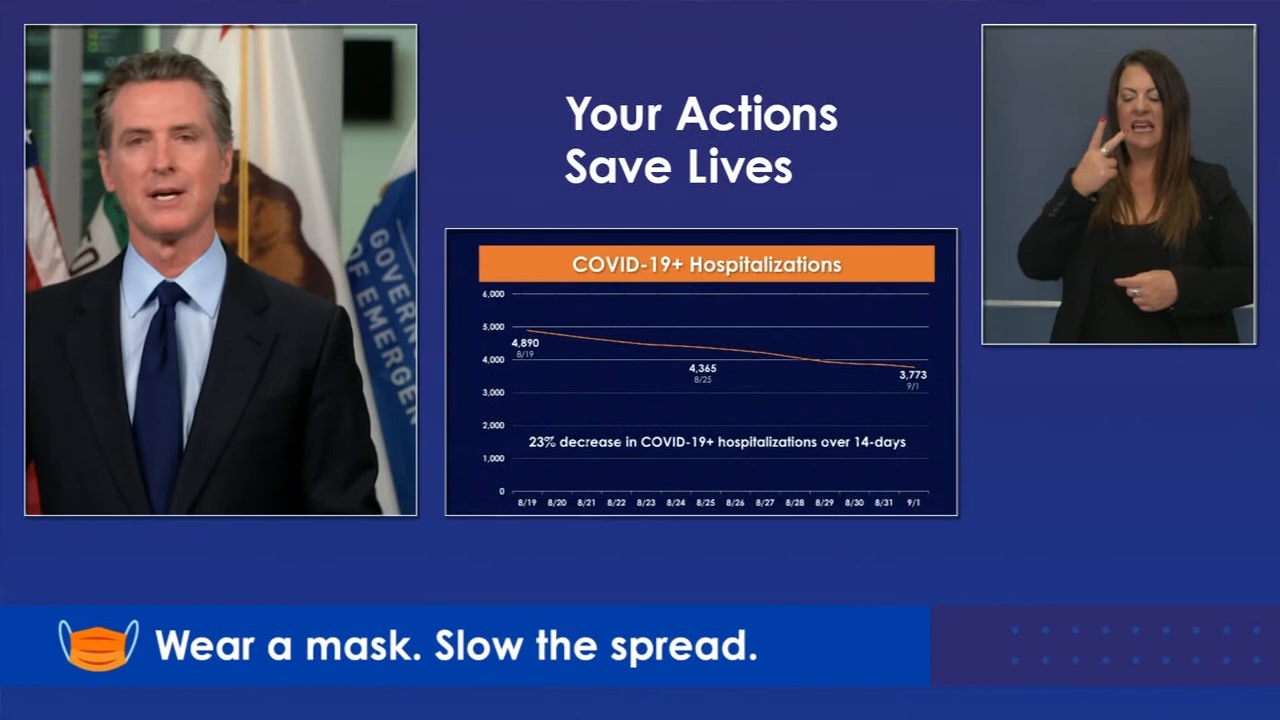 Your Actions
Save Lives
COVID-19+ Hospitalizations
6,000
5,000
4,890
8/19
4,000
4,365
8/25
3,773
9/1
3,000
2,000
23% decrease in COVID-19+ hospitalizations over 14-days
1,000
0
8/19 8/20 8/21 8/22 8/23 8/24 8/25 8/26 8/27 8/28 8/29 8/30 8/31 9/1
GOVERN
OF EMERGEN
Wear a mask. Slow the spread.